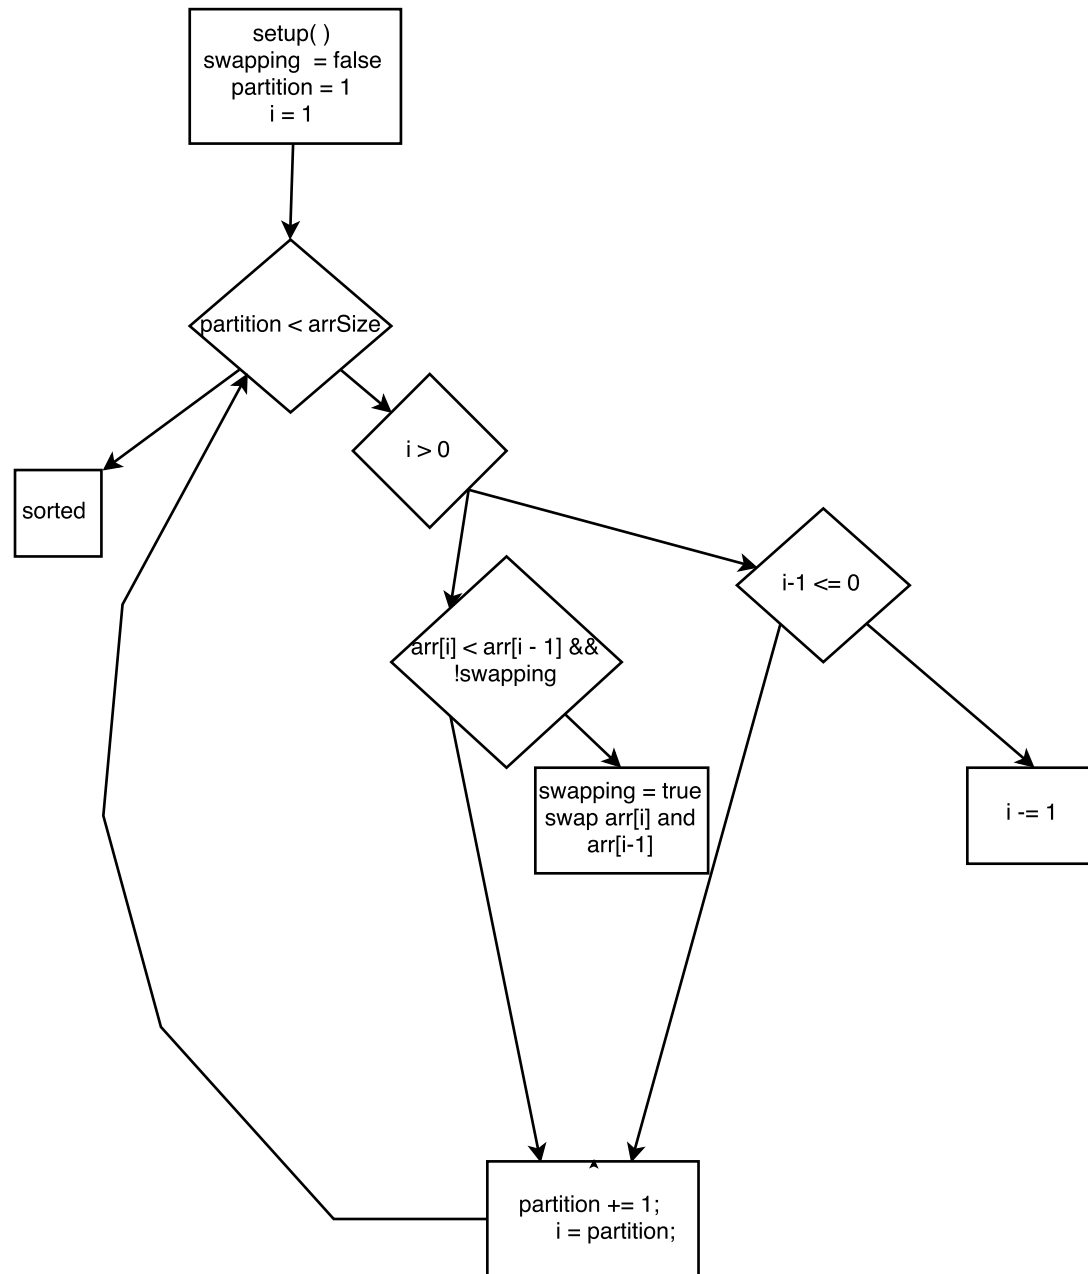 setup( )
swapping  = false
partition = 1
i = 1
partition < arrSize
i > 0
sorted
i-1 <= 0
arr[i] < arr[i - 1] &&
!swapping
swapping = true
swap arr[i] and
arr[i-1]
i -= 1
partition += 1;
i = partition;